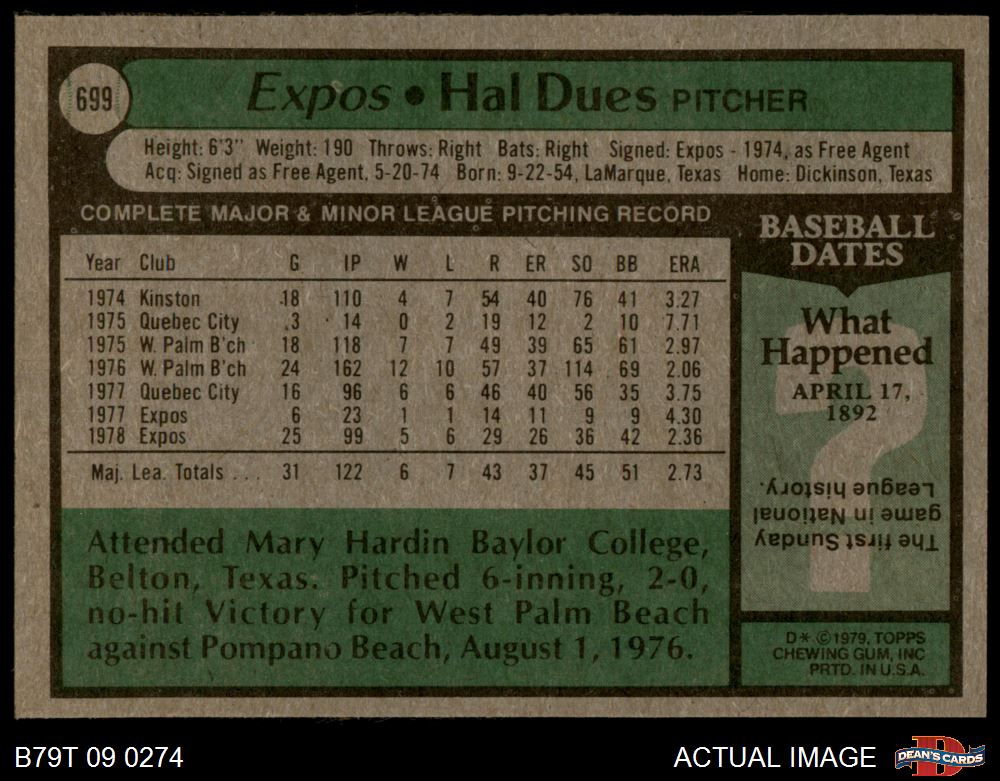 699
Expos • Hal Dues PITCHER
Height: 6'3" Weight: 190 Throws: Right Bats: Right Signed: Expos - 1974, as Free Agent
Acq: Signed as Free Agent, 5-20-74 Born: 9-22-54, LaMarque, Texas Home: Dickinson, Texas
COMPLETE MAJOR & MINOR LEAGUE PITCHING RECORD
Year Club G IP W L R ER SO BB ERA
1974 Kinston 18 110 4 7 54 40 76 41 3.27
1975 Quebec City 3 14 0 2 19 12 2 10 7.71
1975 W. Palm B'ch 18 118 7 7 49 39 65 61 2.97
1976 W. Palm B'ch 24 162 12 10 57 37 114 69 2.06
1977 Quebec City 16 96 6 6 46 40 56 35 3.75
1977 Expos 6 23 1 1 14 11 9 9 4.30
1978 Expos 25 99 5 6 29 26 36 42 2.36
Maj. Lea. Totals ... 31 122 6 7 43 37 45 51 2.73
Attended Mary Hardin Baylor College,
Belton, Texas. Pitched 6-inning, 2-0,
no-hit Victory for West Palm Beach
against Pompano Beach, August 1, 1976.
BASEBALL
DATES
What
Happened
APRIL 17,
1892
?
The first Sunday
game in National
League history.
D* ©1979, TOPPS
CHEWING GUM, INC
PRTD. IN U.S.A.
B79T 09 0274
ACTUAL IMAGE
D
DEAN'S CARDS